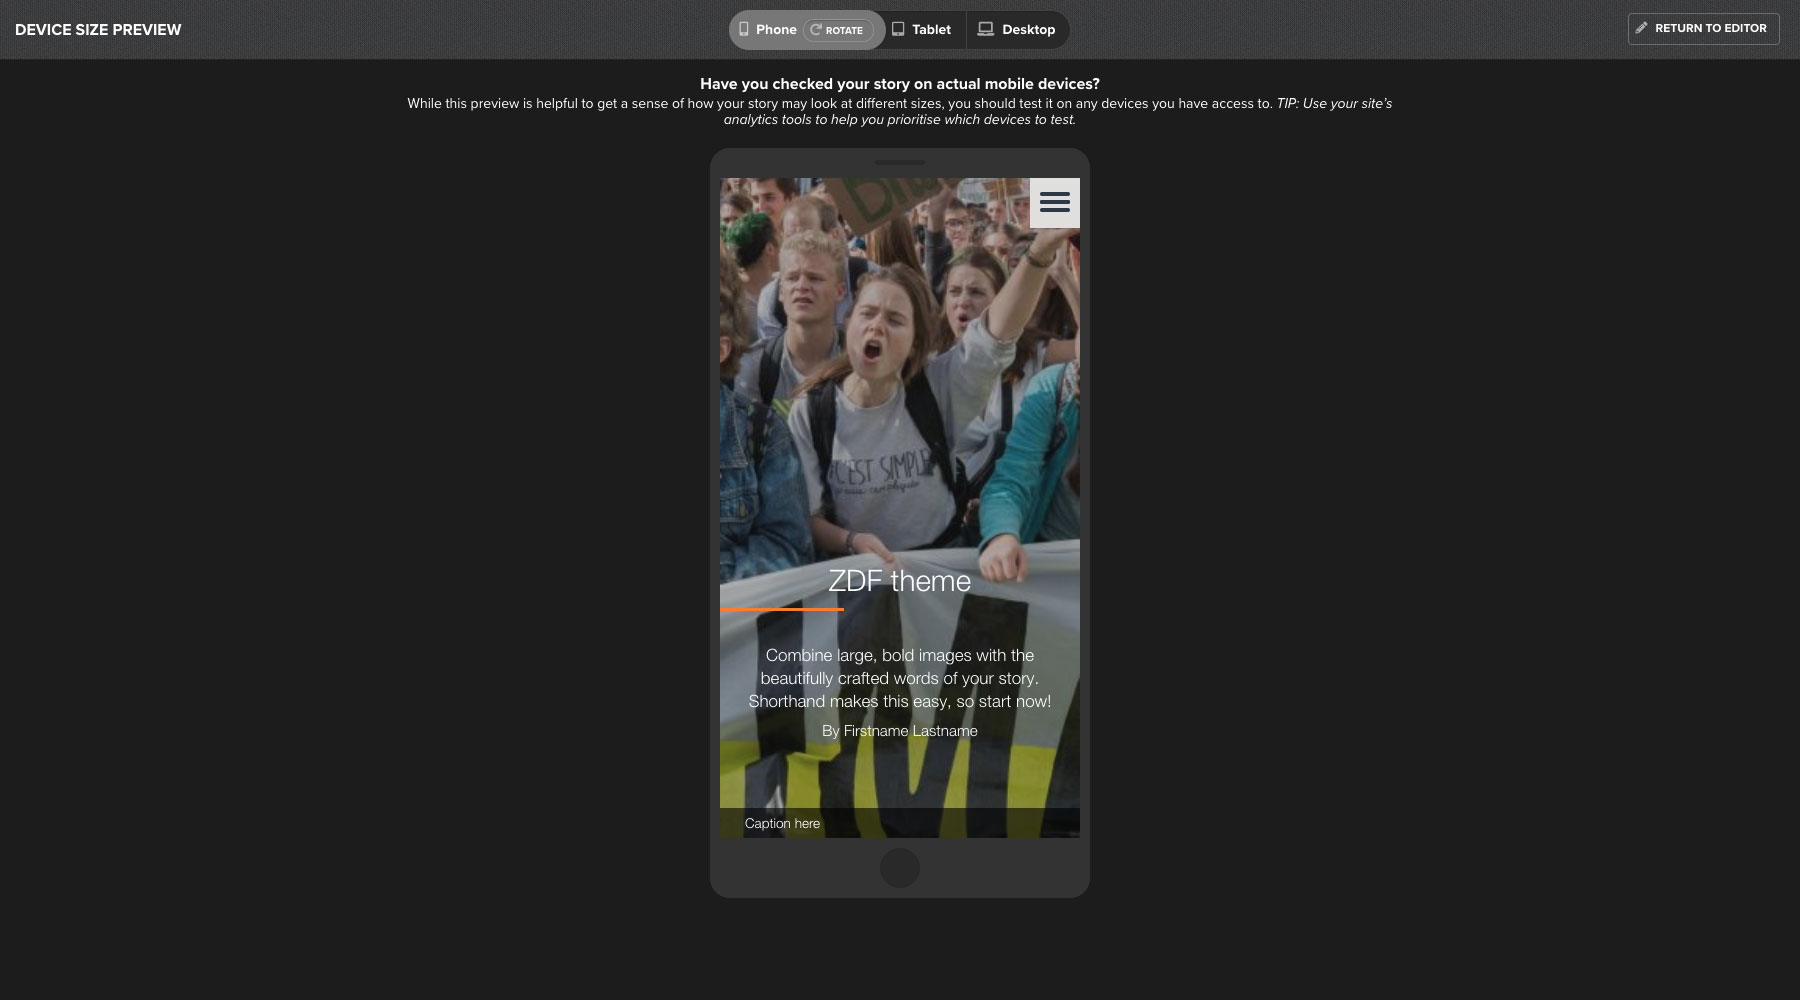 DEVICE SIZE PREVIEW
Phone
ROTATE
Tablet
Desktop
RETURN TO EDITOR
Have you checked your story on actual mobile devices?
While this preview is helpful to get a sense of how your story may look at different sizes, you should test it on any devices you have access to. TIP: Use your site's
analytics tools to help you prioritise which devices to test.
C'EST SIMPLE
ZDF theme
Combine large, bold images with the
beautifully crafted words of your story.
Shorthand makes this easy, so start now!
By Firstname Lastname
Caption here